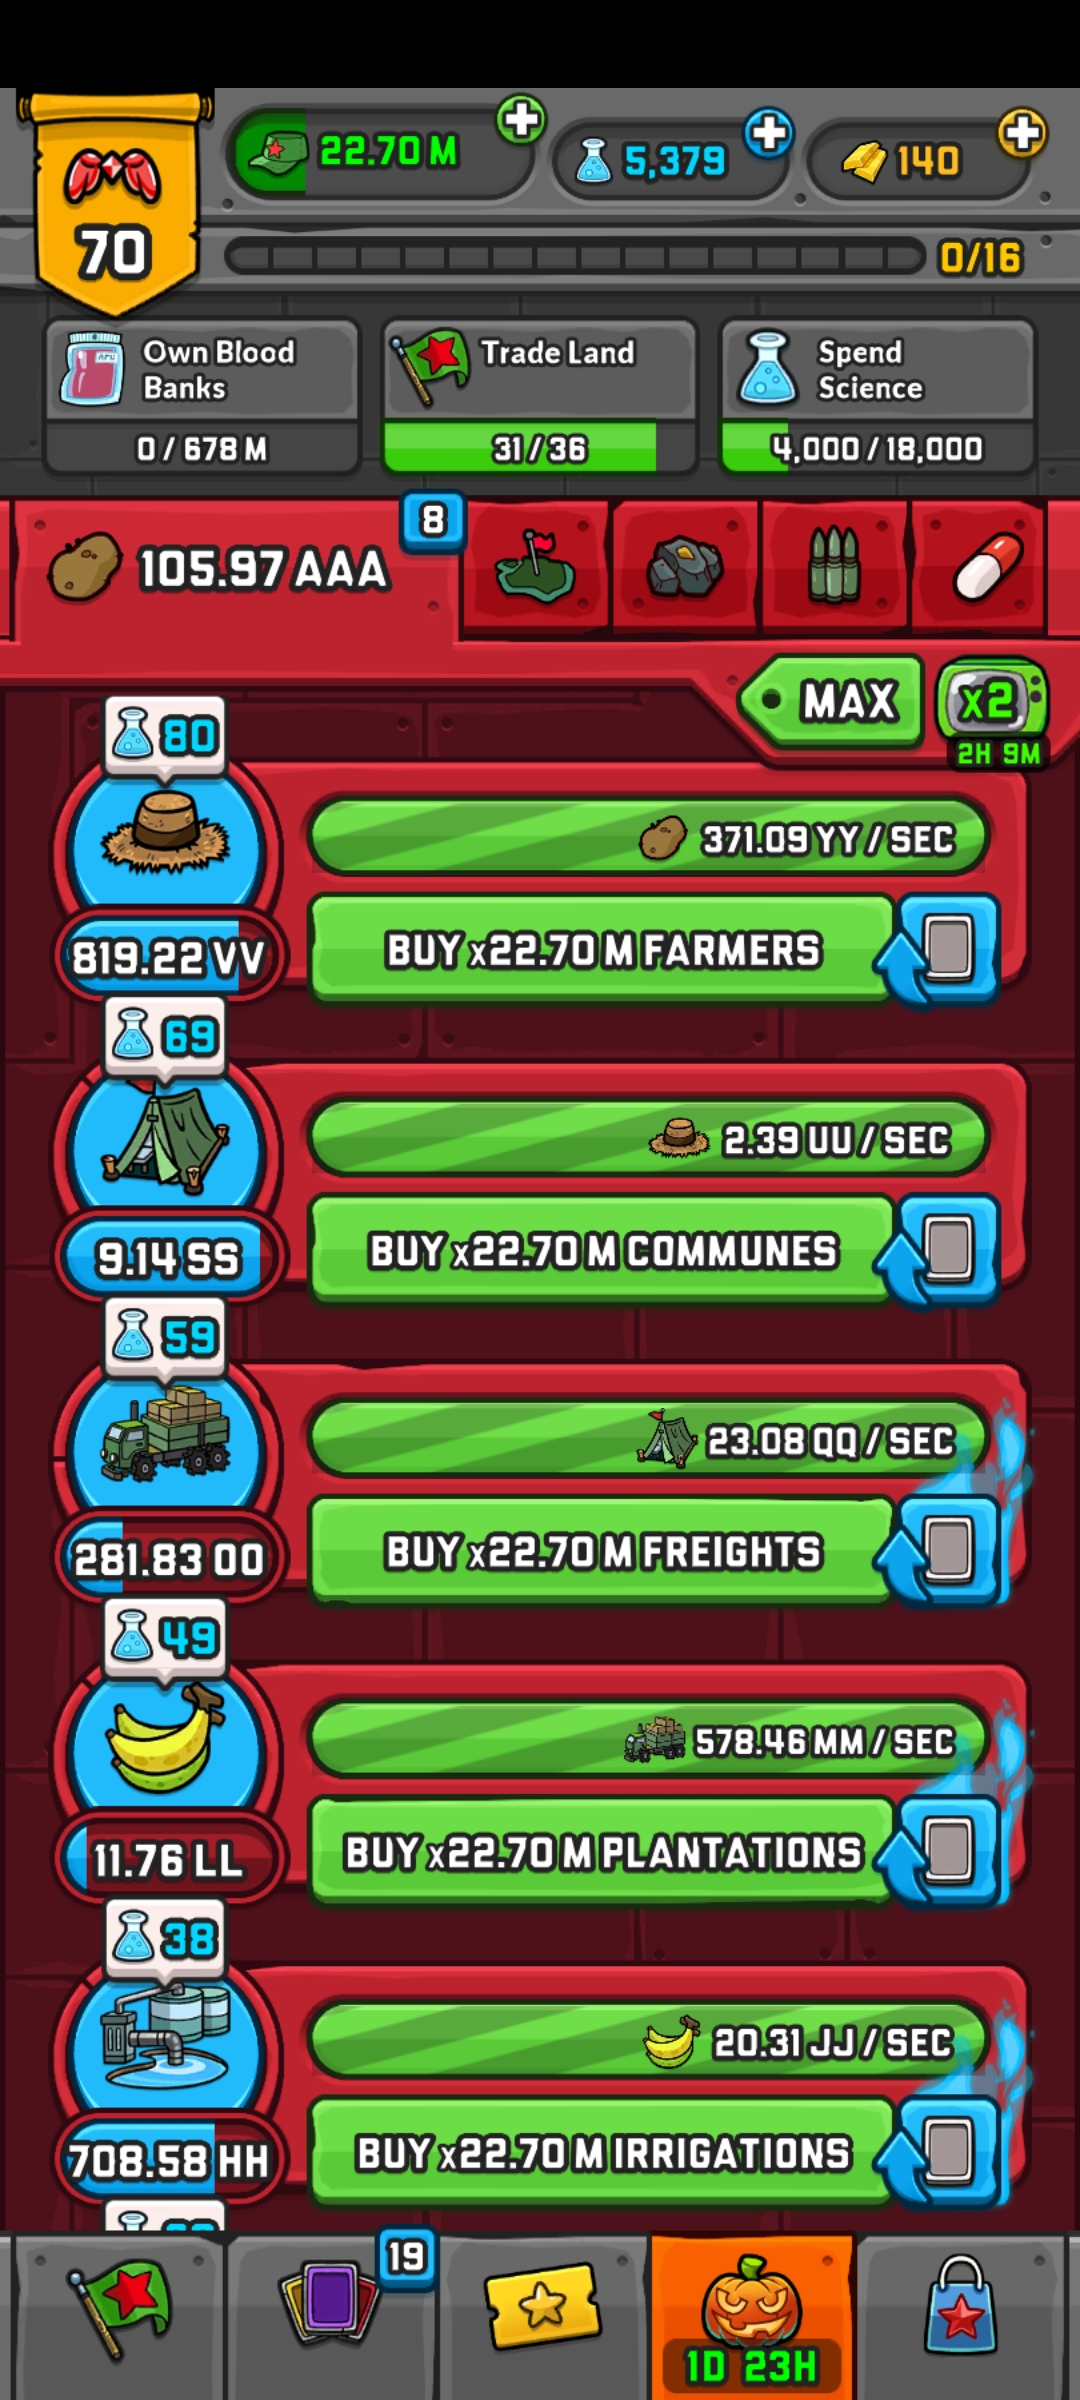 22.70 M
5,379
140
70
0/16
Own Blood
Banks
0 / 678 M
Trade Land
31 / 36
Spend
Science
4,000 / 18,000
105.97 AAA
8
MAX
x2
2H 9M
80
371.09 YY / SEC
819.22 VV
BUY x22.70 M FARMERS
69
2.39 UU / SEC
9.14 SS
BUY x22.70 M COMMUNES
59
23.08 QQ / SEC
281.83 OO
BUY x22.70 M FREIGHTS
49
578.46 MM / SEC
11.76 LL
BUY x22.70 M PLANTATIONS
38
20.31 JJ / SEC
708.58 HH
BUY x22.70 M IRRIGATIONS
19
1D 23H